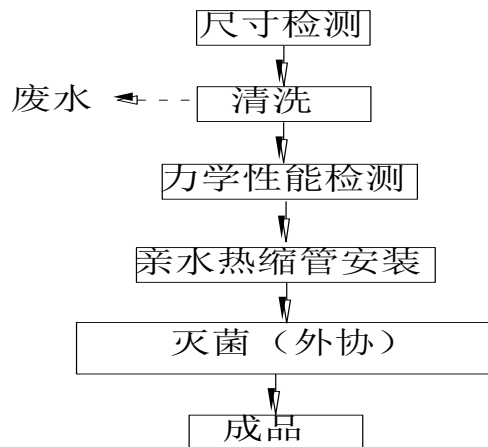 尺寸检测
废水
清洗
力学性能检测
亲水热缩管安装
灭菌（外协）
成品